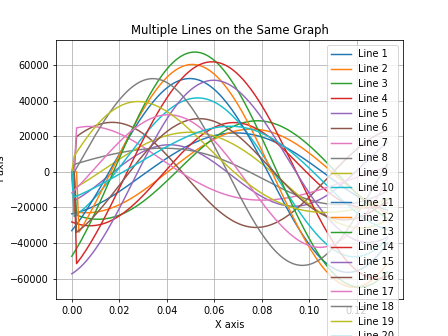 Multiple Lines on the Same Graph
60000
40000
20000
0
−20000
−40000
−60000
0.00
0.02
0.04
0.06
0.08
0.10
X axis
Line 1
Line 2
Line 3
Line 4
Line 5
Line 6
Line 7
Line 8
Line 9
Line 10
Line 11
Line 12
Line 13
Line 14
Line 15
Line 16
Line 17
Line 18
Line 19
Line 20